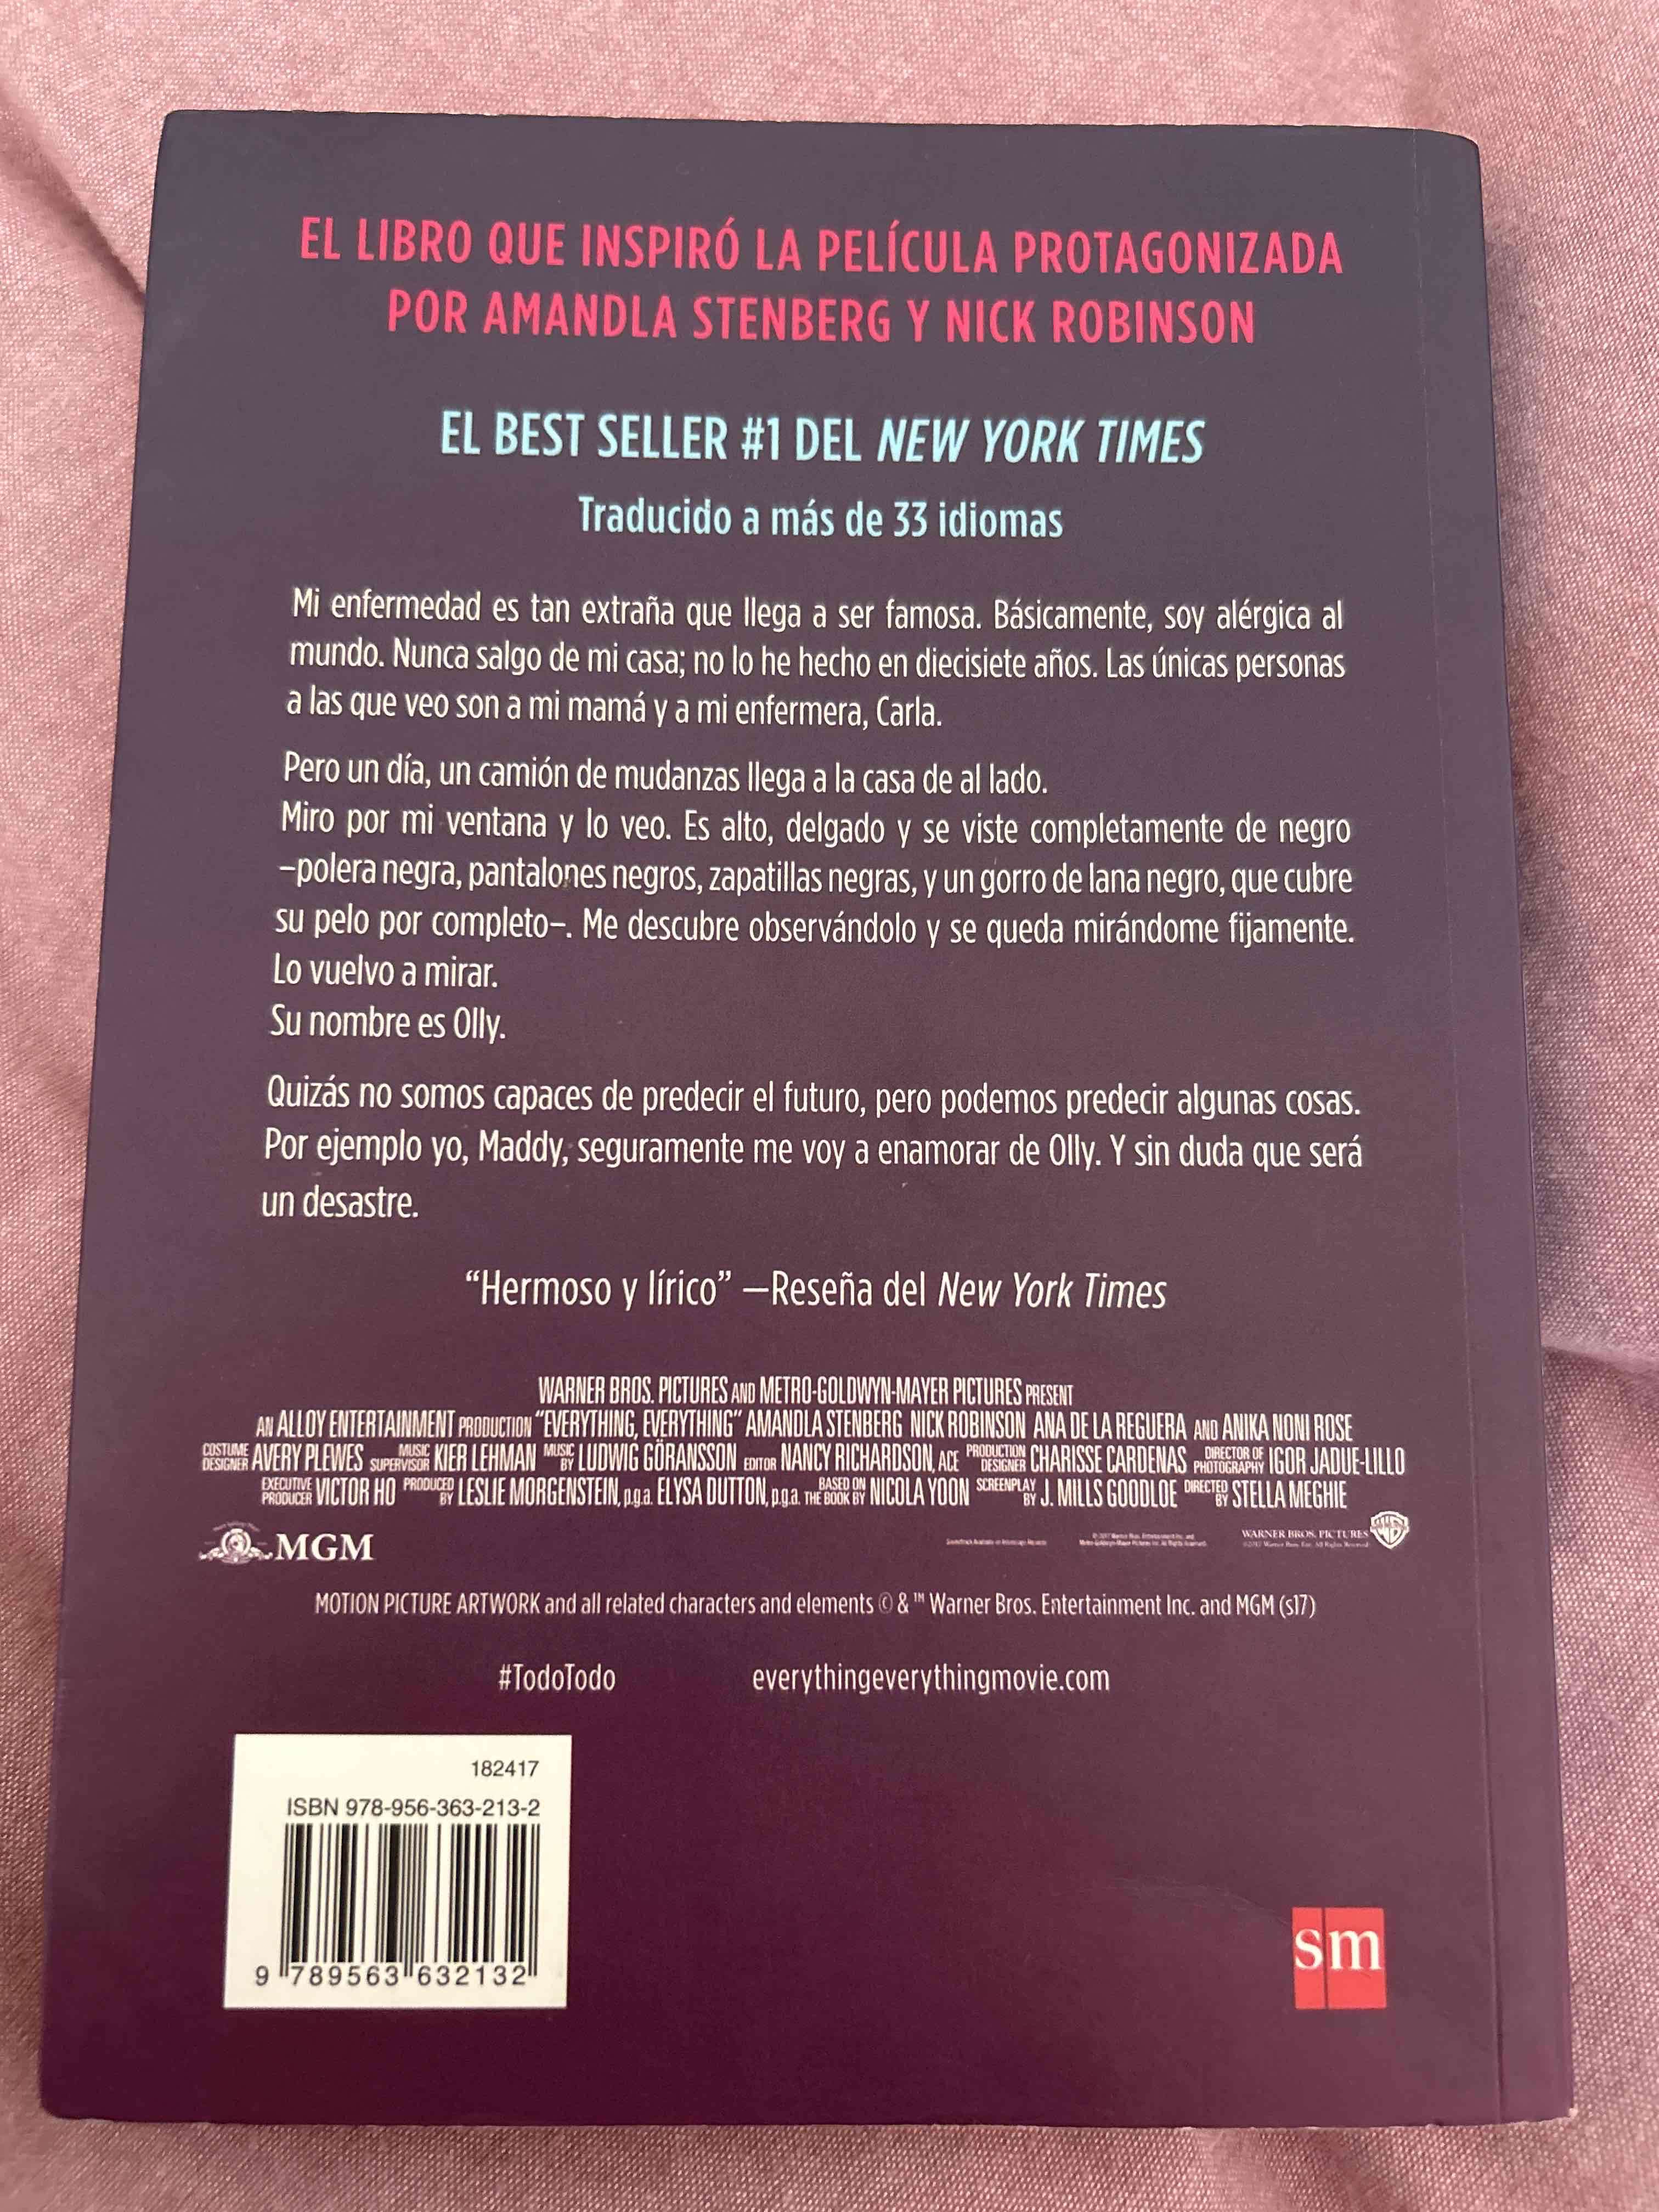 EL LIBRO QUE INSPIRÓ LA PELÍCULA PROTAGONIZADA
POR AMANDLA STENBERG Y NICK ROBINSON
EL BEST SELLER #1 DEL NEW YORK TIMES
Traducido a más de 33 idiomas
Mi enfermedad es tan extraña que llega a ser famosa. Básicamente, soy alérgica al
mundo. Nunca salgo de mi casa; no lo he hecho en diecisiete años. Las únicas personas
a las que veo son a mi mamá y a mi enfermera, Carla.
Pero un día, un camión de mudanzas llega a la casa de al lado.
Miro por mi ventana y lo veo. Es alto, delgado y se viste completamente de negro
–polera negra, pantalones negros, zapatillas negras, y un gorro de lana negro, que cubre
su pelo por completo–. Me descubre observándolo y se queda mirándome fijamente.
Lo vuelvo a mirar.
Su nombre es Olly.
Quizás no somos capaces de predecir el futuro, pero podemos predecir algunas cosas.
Por ejemplo yo, Maddy, seguramente me voy a enamorar de Olly. Y sin duda que será
un desastre.
“Hermoso y lírico” —Reseña del New York Times
WARNER BROS. PICTURES AND METRO-GOLDWYN-MAYER PICTURES PRESENT
AN ALLOY ENTERTAINMENT PRODUCTION “EVERYTHING, EVERYTHING” AMANDLA STENBERG NICK ROBINSON ANA DE LA REGUERA AND ANIKA NONI ROSE
COSTUME DESIGNER AVERY PLEWES MUSIC SUPERVISOR KIER LEHMAN MUSIC BY LUDWIG GÖRANSSON EDITOR NANCY RICHARDSON, ACE PRODUCTION DESIGNER CHARISSE CARDENAS DIRECTOR OF PHOTOGRAPHY IGOR JADUE-LILLO
EXECUTIVE PRODUCER VICTOR HO PRODUCED BY LESLIE MORGENSTEIN, p.g.a. ELYSA DUTTON, p.g.a. BASED ON THE BOOK BY NICOLA YOON SCREENPLAY BY J. MILLS GOODLOE DIRECTED BY STELLA MEGHIE
MGM
WARNER BROS. PICTURES
MOTION PICTURE ARTWORK and all related characters and elements © & ™ Warner Bros. Entertainment Inc. and MGM (s17)
#TodoTodo everythingeverythingmovie.com
182417
ISBN 978-956-363-213-2
9 789563 632132
sm